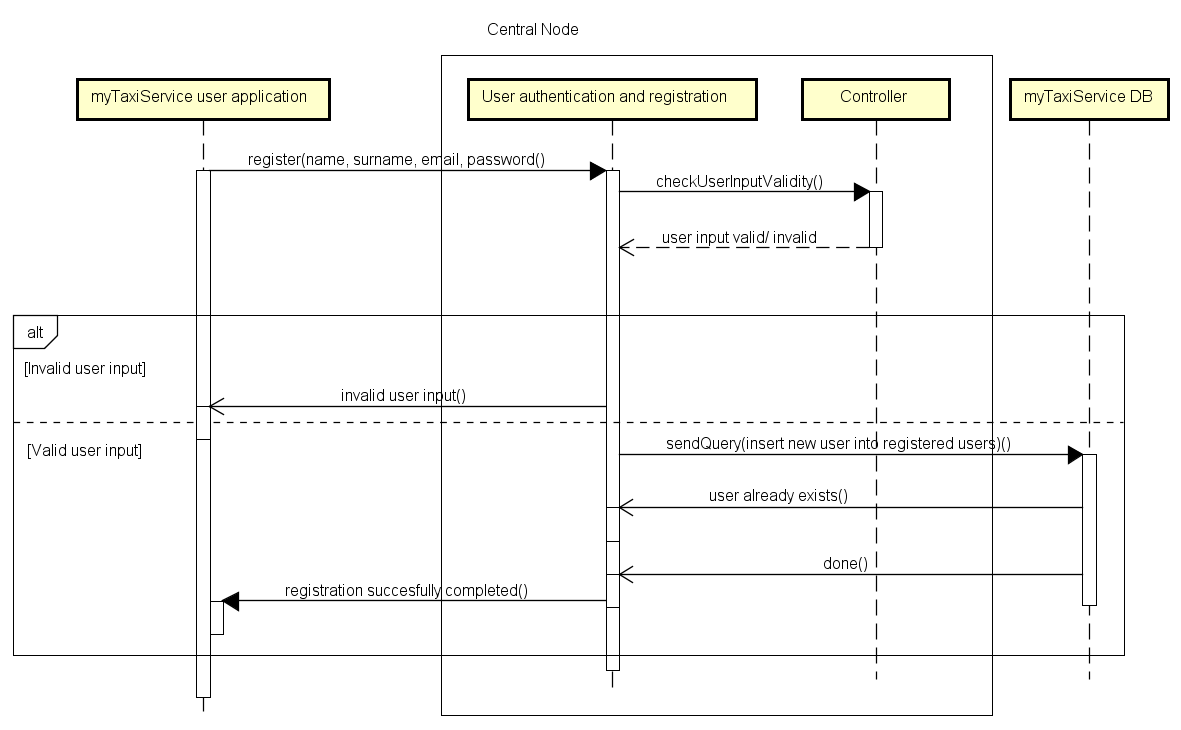 Central Node
myTaxiService user application
User authentication and registration
Controller
myTaxiService DB
register(name, surname, email, password()
checkUserInputValidity()
user input valid/ invalid
alt
[Invalid user input]
invalid user input()
[Valid user input]
sendQuery(insert new user into registered users)()
user already exists()
done()
registration succesfully completed()